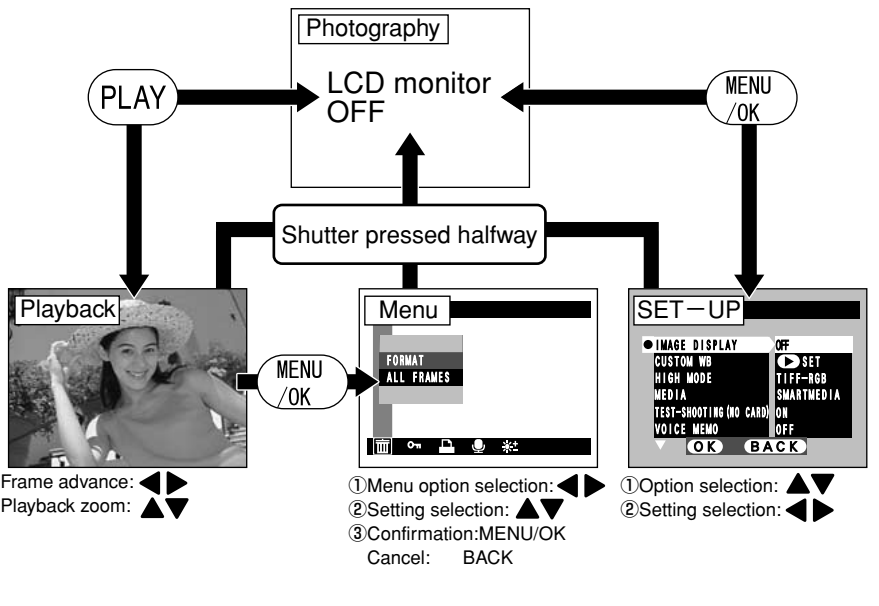 Photography
LCD monitor
OFF
PLAY
MENU
/OK
Shutter pressed halfway
Playback
MENU
/OK
Menu
FORMAT
ALL FRAMES
SET－UP
IMAGE DISPLAY OFF
CUSTOM WB SET
HIGH MODE TIFF-RGB
MEDIA SMARTMEDIA
TEST-SHOOTING(NO CARD) ON
VOICE MEMO OFF
OK BACK
Frame advance: ◀▶
Playback zoom: ▲▼
①Menu option selection: ◀▶
②Setting selection: ▲▼
③Confirmation:MENU/OK
Cancel: BACK
①Option selection: ▲▼
②Setting selection: ◀▶